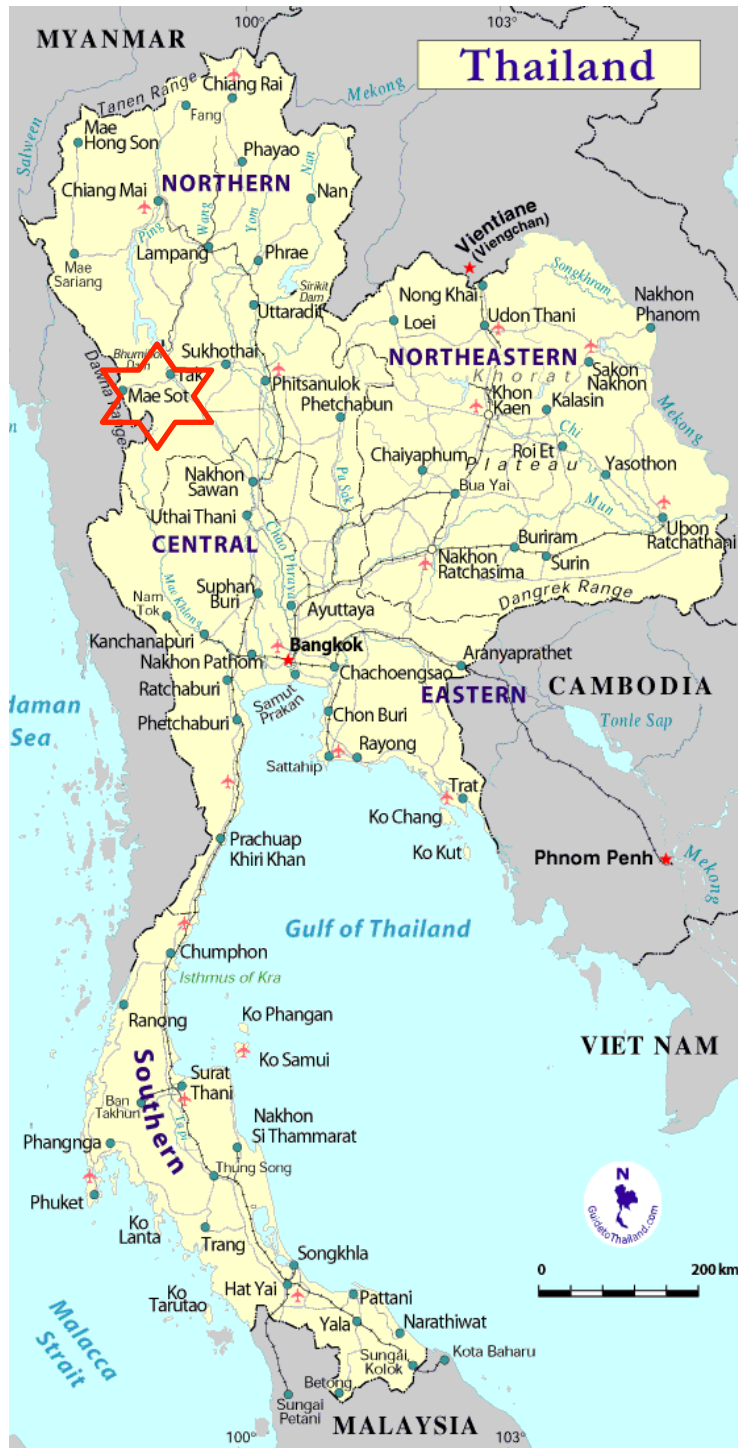 100°
103°
MYANMAR
Thailand
Tanen Range
Chiang Rai
Mekong
Fang
Salween
Mae
Hong Son
Phayao
Nan
NORTHERN
Chiang Mai
Nan
Wang
Yom
Ping
Vientiane
(Viengchan)
Lampang
Phrae
Mae
Sariang
Songkhram
Sirikit
Dam
Nong Khai
Nakhon
Phanom
Uttaradit
Loei
Udon Thani
Bhumibol
Dam
Sukhothai
NORTHEASTERN
Tak
Phitsanulok
Khorat
Sakon
Nakhon
Dawna Range
Mae Sot
Phetchabun
Khon
Kaen
Kalasin
Mekong
Chi
Roi Et
Chaiyaphum
Plateau
Yasothon
Nakhon
Sawan
Pa Sak
Bua Yai
Mun
Uthai Thani
Chao Phraya
Ubon
Ratchathani
CENTRAL
Buriram
Surin
Nakhon
Ratchasima
Suphan
Buri
Nam
Tok
Mae Khlong
Dangrek Range
Ayuttaya
Kanchanaburi
Bangkok
Nakhon Pathom
Aranyaprathet
Chachoengsao
Ratchaburi
EASTERN
CAMBODIA
Samut
Prakan
daman
Sea
Phetchaburi
Chon Buri
Tonle Sap
Rayong
Sattahip
Trat
Ko Chang
Prachuap
Khiri Khan
Ko Kut
Phnom Penh
Mekong
Gulf of Thailand
Chumphon
Isthmus of Kra
Ranong
Ko Phangan
VIET NAM
Ko Samui
Southern
Surat
Thani
Ban
Takhun
Tapi
Nakhon
Si Thammarat
Phangnga
Thung Song
N
GuidetoThailand.com
Phuket
Ko
Lanta
Trang
Songkhla
0
200 km
Hat Yai
Ko
Tarutao
Pattani
Malacca
Strait
Yala
Narathiwat
Sungai
Kolok
Kota Baharu
Betong
Sungai
Petani
MALAYSIA
100°
103°